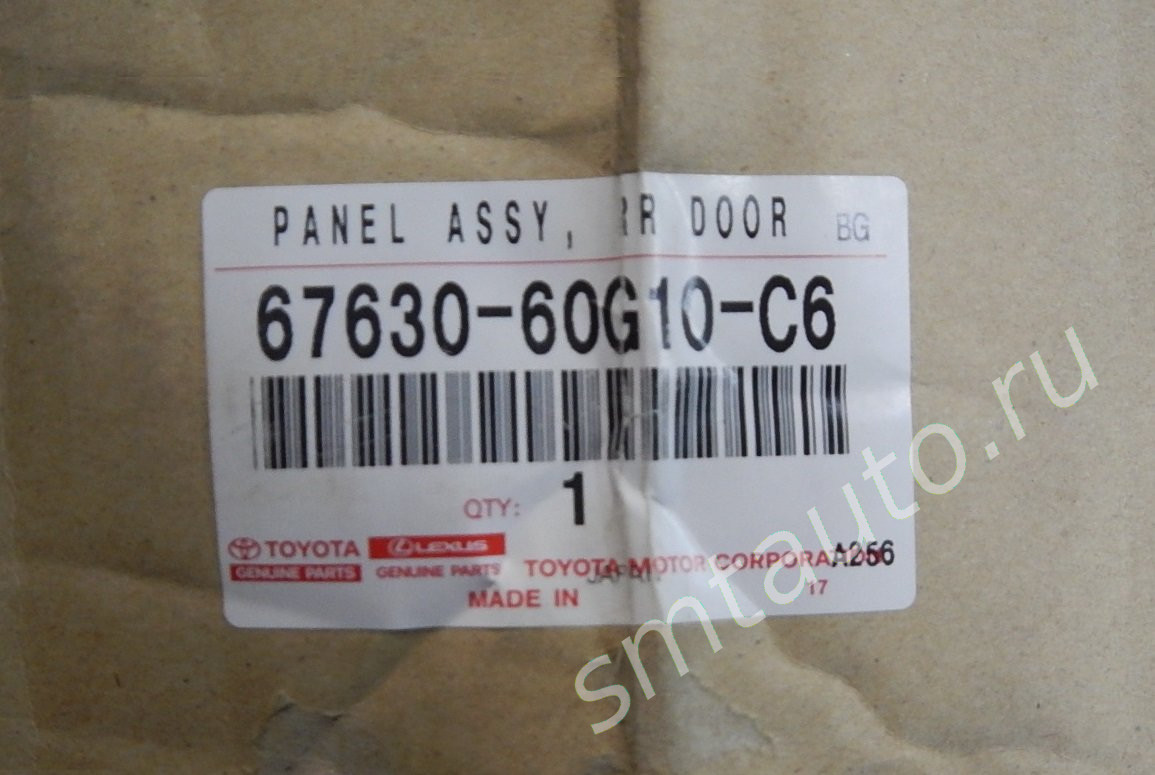 PANEL ASSY, RR DOOR BG
67630-60G10-C6
QTY: 1
TOYOTA LEXUS
GENUINE PARTS GENUINE PARTS TOYOTA MOTOR CORPORATION A256
MADE IN JAPAN 17
smtauto.ru